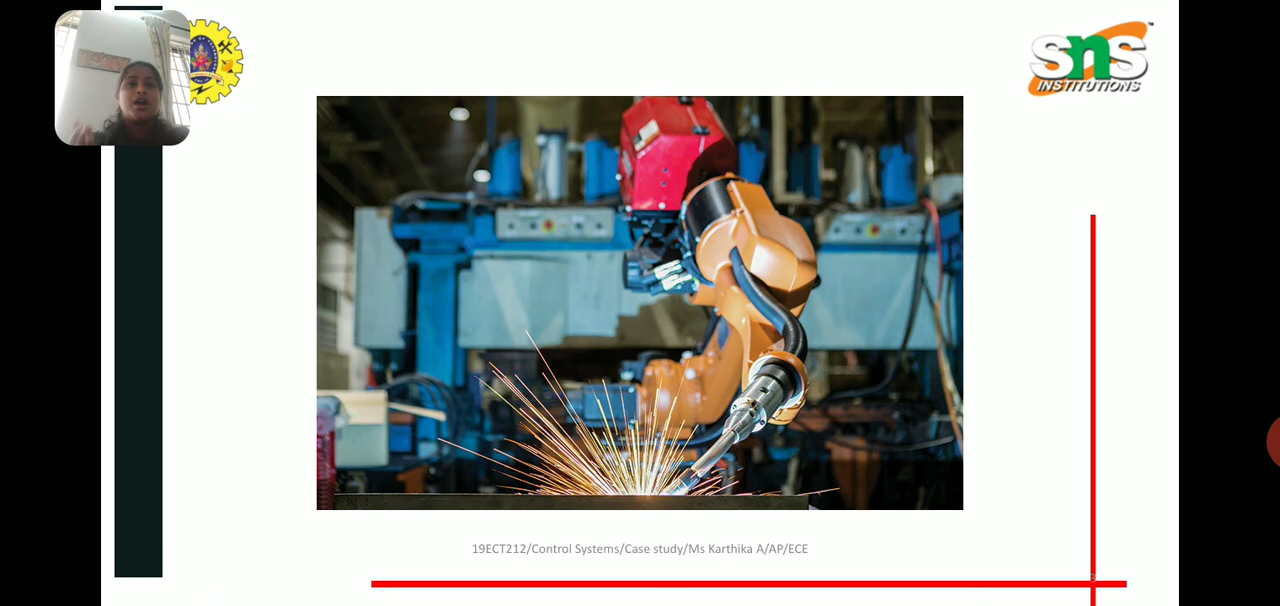 SNS
INSTITUTIONS
19ECT212/Control Systems/Case study/Ms Karthika A/AP/ECE